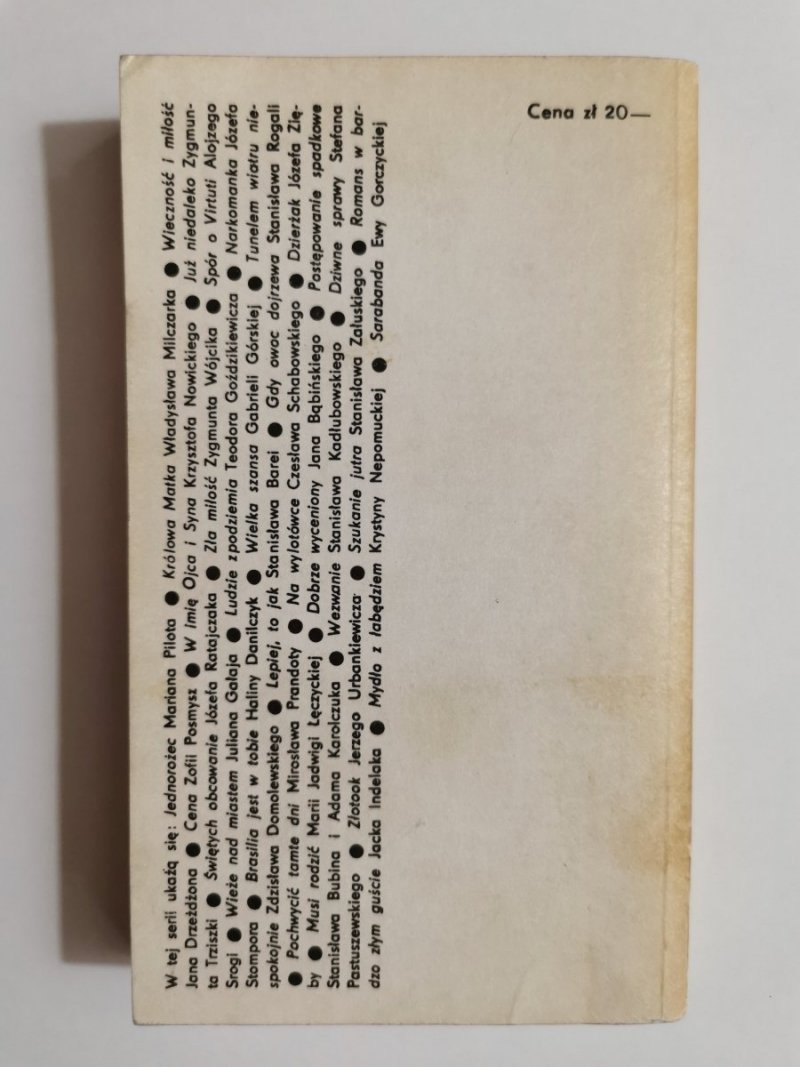 W tej serii ukażą się: Jednorożec Mariana Pilota ● Królowa Matka Władysława Milczarka ● Wieczność i miłość
Jana Drzeżdżona ● Cena Zofii Posmysz ● W imię Ojca i Syna Krzysztofa Nowickiego ● Już niedaleko Zygmun-
ta Trziszki ● Świętych obcowanie Józefa Ratajczaka ● Zła miłość Zygmunta Wójcika ● Spór o Virtuti Alojzego
Srogi ● Wieże nad miastem Juliana Gałaja ● Ludzie z podziemia Teodora Goździkiewicza ● Narkomanka Józefa
Stompora ● Brasilia jest w tobie Haliny Danilczyk ● Wielka szansa Gabrieli Górskiej ● Tunelem wiatru nie-
spokojnie Zdzisława Domolewskiego ● Lepiej, to jak Stanisława Barei ● Gdy owoc dojrzewa Stanisława Rogali
● Pochwycić tamte dni Mirosława Prandoty ● Na wylotówce Czesława Schabowskiego ● Dzierżak Józefa Zię-
by ● Musi rodzić Marii Jadwigi Łęczyckiej ● Dobrze wyceniony Jana Bąbińskiego ● Postępowanie spadkowe
Stanisława Bubina i Adama Karolczuka ● Wezwanie Stanisława Kadłubowskiego ● Dziwne sprawy Stefana
Pastuszewskiego ● Złotook Jerzego Urbankiewicza ● Szukanie jutra Stanisława Załuskiego ● Romans w bar-
dzo złym guście Jacka Indelaka ● Mydło z łabędziem Krystyny Nepomuckiej ● Sarabanda Ewy Gorczyckiej
Cena zł 20—